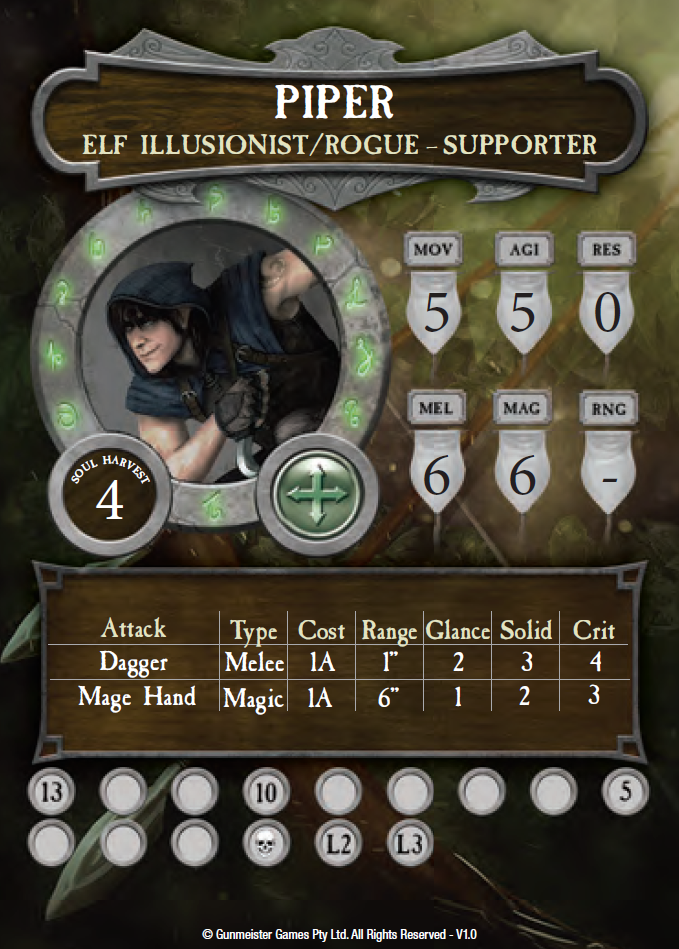 PIPER
ELF ILLUSIONIST/ROGUE – SUPPORTER
MOV AGI RES
5 5 0
MEL MAG RNG
6 6 -
SOUL HARVEST
4
Attack Type Cost Range Glance Solid Crit
Dagger Melee 1A 1” 2 3 4
Mage Hand Magic 1A 6” 1 2 3
13 10 5
L2 L3
© Gunmeister Games Pty Ltd. All Rights Reserved - V1.0